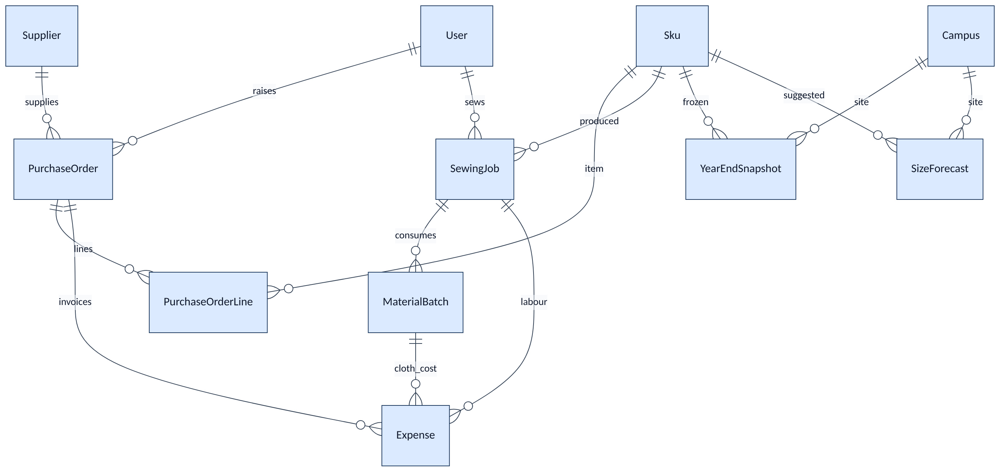 Supplier
User
Sku
Campus
raises
suggested
supplies
sews
frozen
site
site
produced
PurchaseOrder
SewingJob
item
YearEndSnapshot
SizeForecast
consumes
lines
invoices
PurchaseOrderLine
MaterialBatch
labour
cloth_cost
Expense